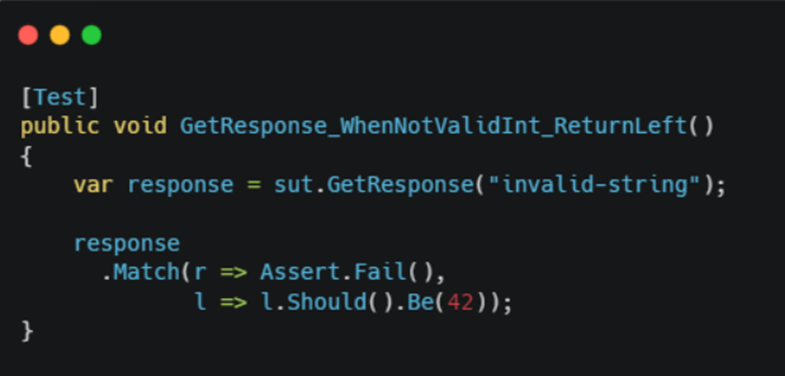 [Test]
public void GetResponse_WhenNotValidInt_ReturnLeft()
{
    var response = sut.GetResponse("invalid-string");

    response
      .Match(r => Assert.Fail(),
             l => l.Should().Be(42));
}